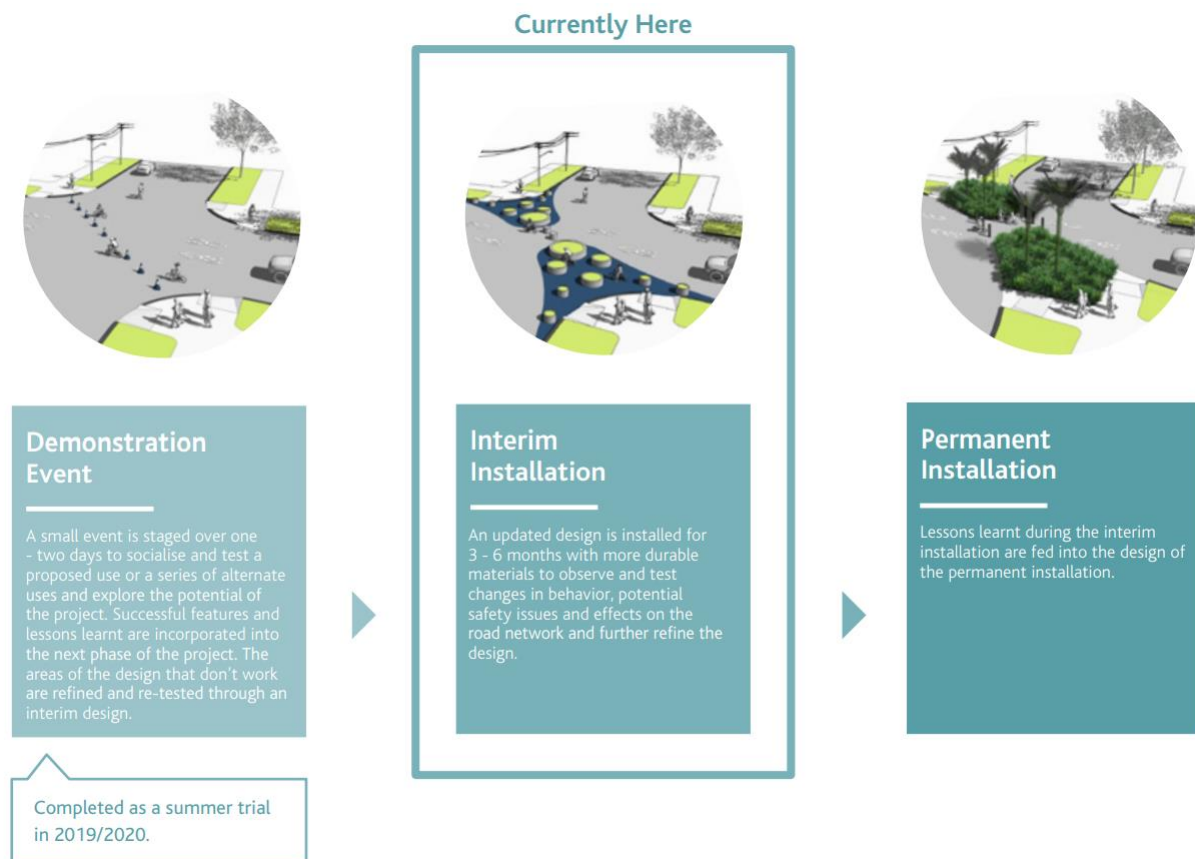 Currently Here
Demonstration
Event
A small event is staged over one
- two days to socialise and test a
proposed use or a series of alternate
uses and explore the potential of
the project. Successful features and
lessons learnt are incorporated into
the next phase of the project. The
areas of the design that don't work
are refined and re-tested through an
interim design.
Completed as a summer trial
in 2019/2020.
Interim
Installation
An updated design is installed for
3 - 6 months with more durable
materials to observe and test
changes in behavior, potential
safety issues and effects on the
road network and further refine the
design.
Permanent
Installation
Lessons learnt during the interim
installation are fed into the design of
the permanent installation.